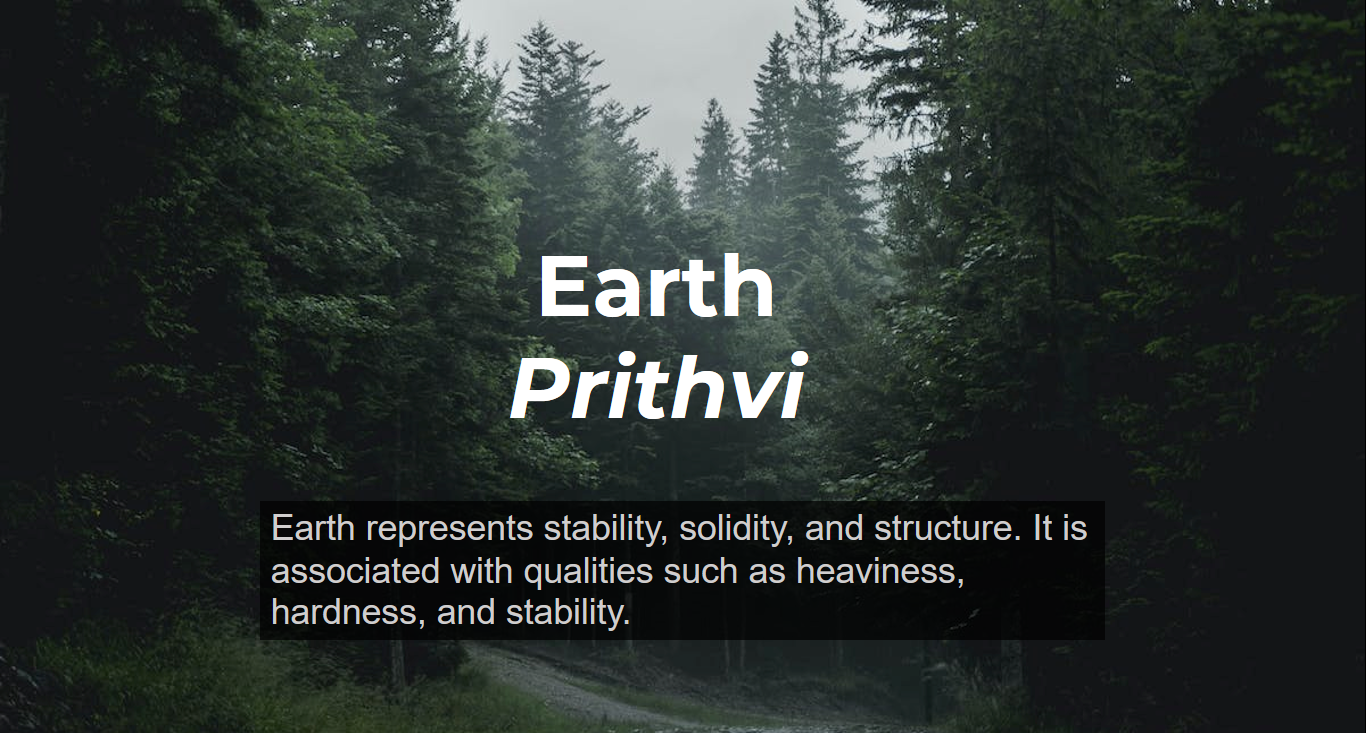 Earth
Prithvi
Earth represents stability, solidity, and structure. It is
associated with qualities such as heaviness,
hardness, and stability.